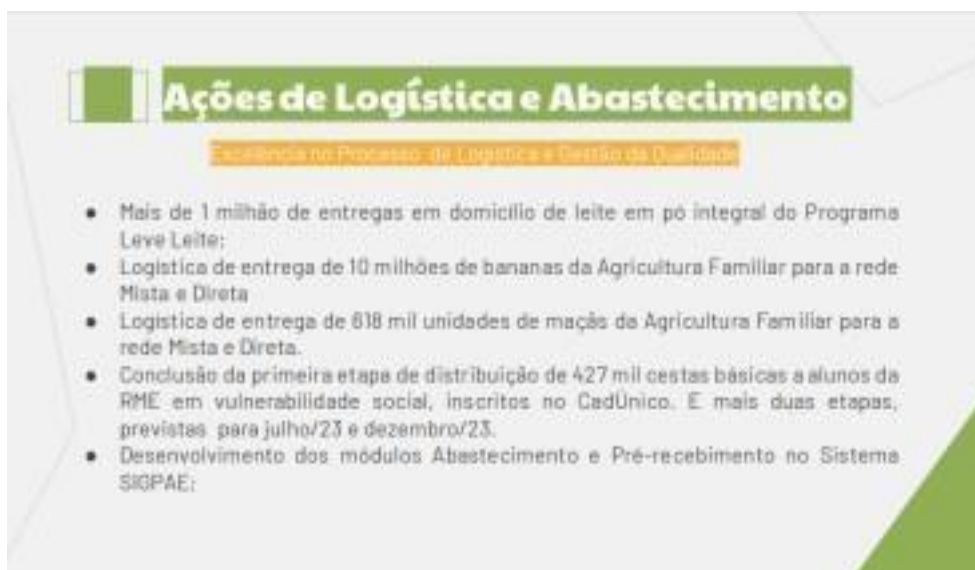 Ações de Logística e Abastecimento
Excelência no Processo de Logística e Gestão da Qualidade
● Mais de 1 milhão de entregas em domicílio de leite em pó integral do Programa
Leve Leite;
● Logística de entrega de 10 milhões de bananas da Agricultura Familiar para a rede
Mista e Direta
● Logística de entrega de 618 mil unidades de maçãs da Agricultura Familiar para a
rede Mista e Direta.
● Conclusão da primeira etapa de distribuição de 427 mil cestas básicas a alunos da
RME em vulnerabilidade social, inscritos no CadÚnico. E mais duas etapas,
previstas para julho/23 e dezembro/23.
● Desenvolvimento dos módulos Abastecimento e Pré-recebimento no Sistema
SIGPAE;